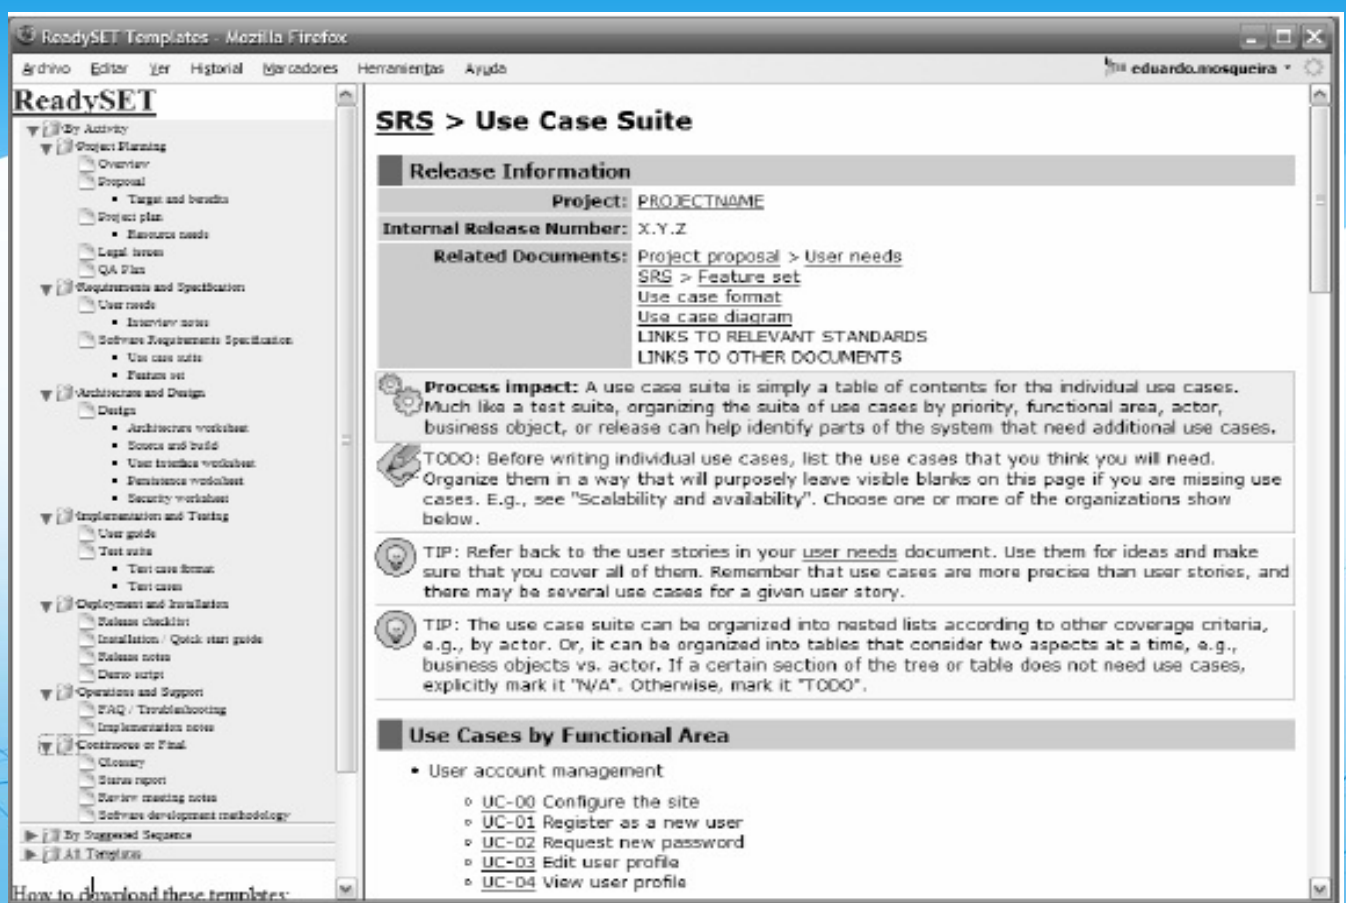 ReadySET Templates - Mozilla Firefox
Archivo Editar Ver Historial Marcadores Herramientas Ayuda eduardo.mosqueira
ReadySET
By Activity
Project Planning
Overview
Proposal
Target and benefits
Project plan
Resource needs
Legal issues
QA Plan
Requirements and Specification
User needs
Interview notes
Software Requirements Specification
Use case suite
Feature set
Architecture and Design
Design
Architecture worksheet
Source and build
User interface worksheet
Persistence worksheet
Security worksheet
Implementation and Testing
User guide
Test suite
Test case format
Test cases
Deployment and Installation
Release checklist
Installation / Quick start guide
Release notes
Demo script
Operations and Support
FAQ / Troubleshooting
Implementation notes
Continuous or Final
Glossary
Status report
Review meeting notes
Software development methodology
By Suggested Sequence
All Templates
How to download these templates:
SRS > Use Case Suite
Release Information
Project: PROJECTNAME
Internal Release Number: X.Y.Z
Related Documents: Project proposal > User needs
SRS > Feature set
Use case format
Use case diagram
LINKS TO RELEVANT STANDARDS
LINKS TO OTHER DOCUMENTS
Process impact: A use case suite is simply a table of contents for the individual use cases.
Much like a test suite, organizing the suite of use cases by priority, functional area, actor,
business object, or release can help identify parts of the system that need additional use cases.
TODO: Before writing individual use cases, list the use cases that you think you will need.
Organize them in a way that will purposely leave visible blanks on this page if you are missing use
cases. E.g., see "Scalability and availability". Choose one or more of the organizations show
below.
TIP: Refer back to the user stories in your user needs document. Use them for ideas and make
sure that you cover all of them. Remember that use cases are more precise than user stories, and
there may be several use cases for a given user story.
TIP: The use case suite can be organized into nested lists according to other coverage criteria,
e.g., by actor. Or, it can be organized into tables that consider two aspects at a time, e.g.,
business objects vs. actor. If a certain section of the tree or table does not need use cases,
explicitly mark it "N/A". Otherwise, mark it "TODO".
Use Cases by Functional Area
• User account management
UC-00 Configure the site
UC-01 Register as a new user
UC-02 Request new password
UC-03 Edit user profile
UC-04 View user profile